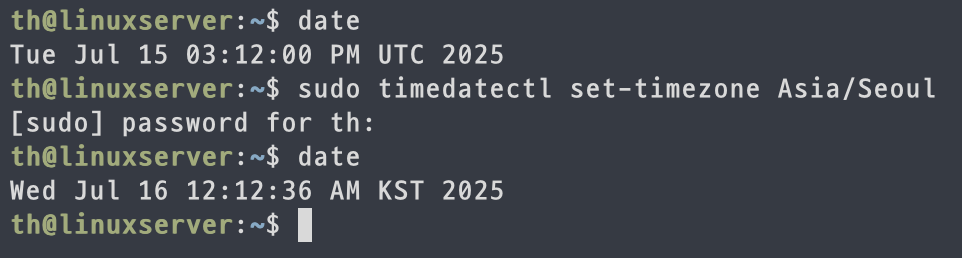 th@linuxserver:~$ date
Tue Jul 15 03:12:00 PM UTC 2025
th@linuxserver:~$ sudo timedatectl set-timezone Asia/Seoul
[sudo] password for th:
th@linuxserver:~$ date
Wed Jul 16 12:12:36 AM KST 2025
th@linuxserver:~$